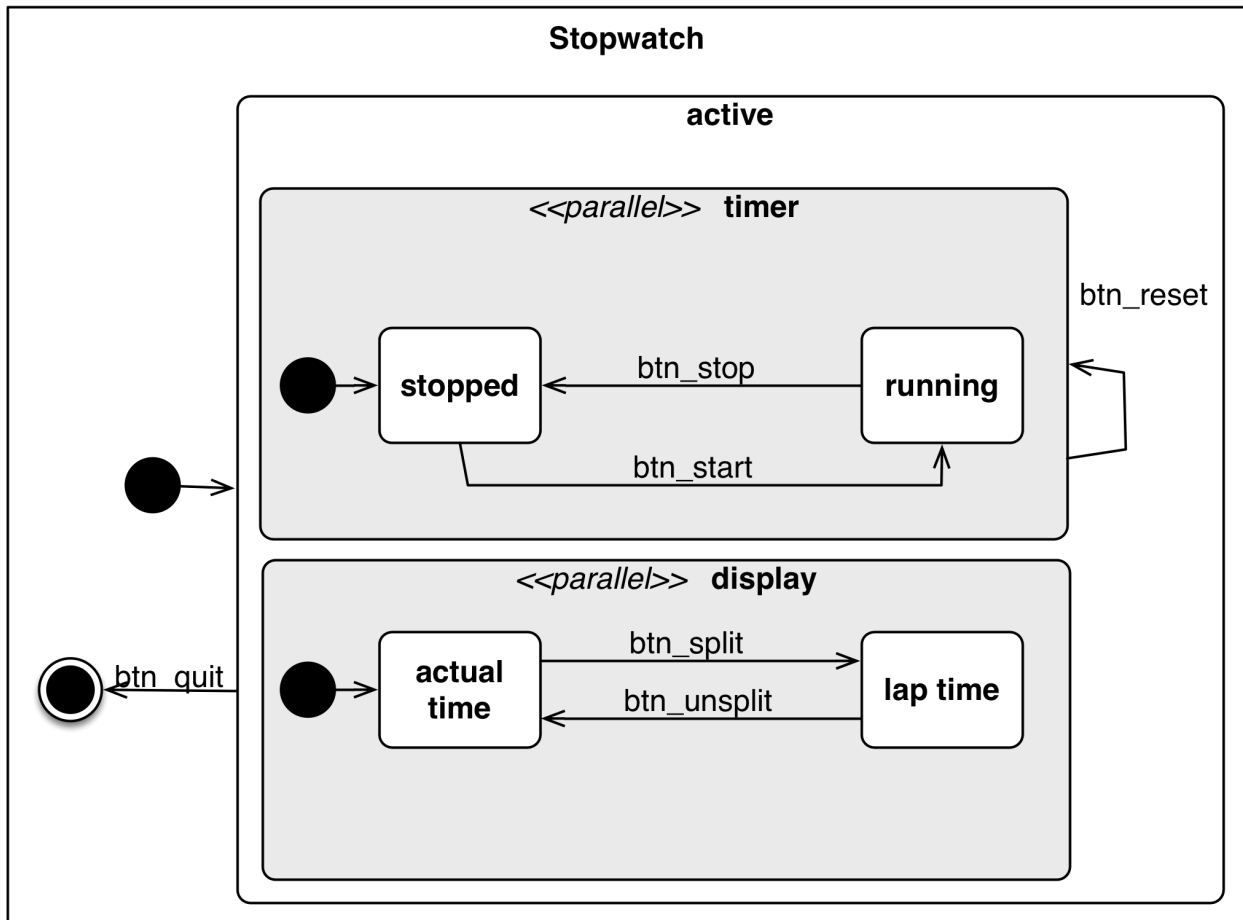 Stopwatch
active
<<parallel>> timer
btn_reset
btn_stop
stopped
running
btn_start
<<parallel>> display
btn_split
actual
time
lap time
btn_unsplit
btn_quit